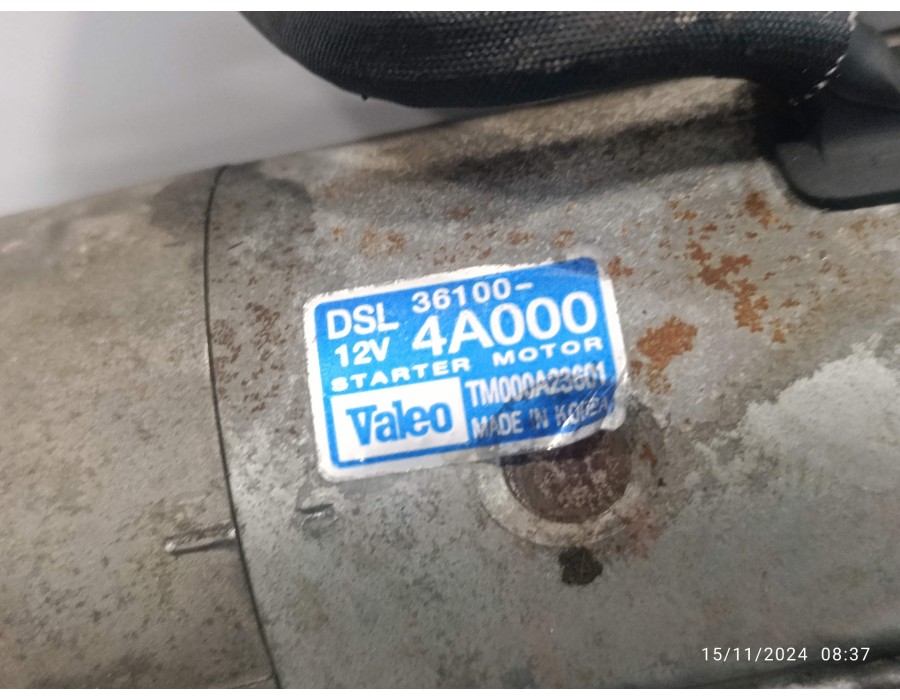 DSL 36100-
12V 4A000
STARTER MOTOR
Valeo TM000A23601
MADE IN KOREA
15/11/2024 08:37